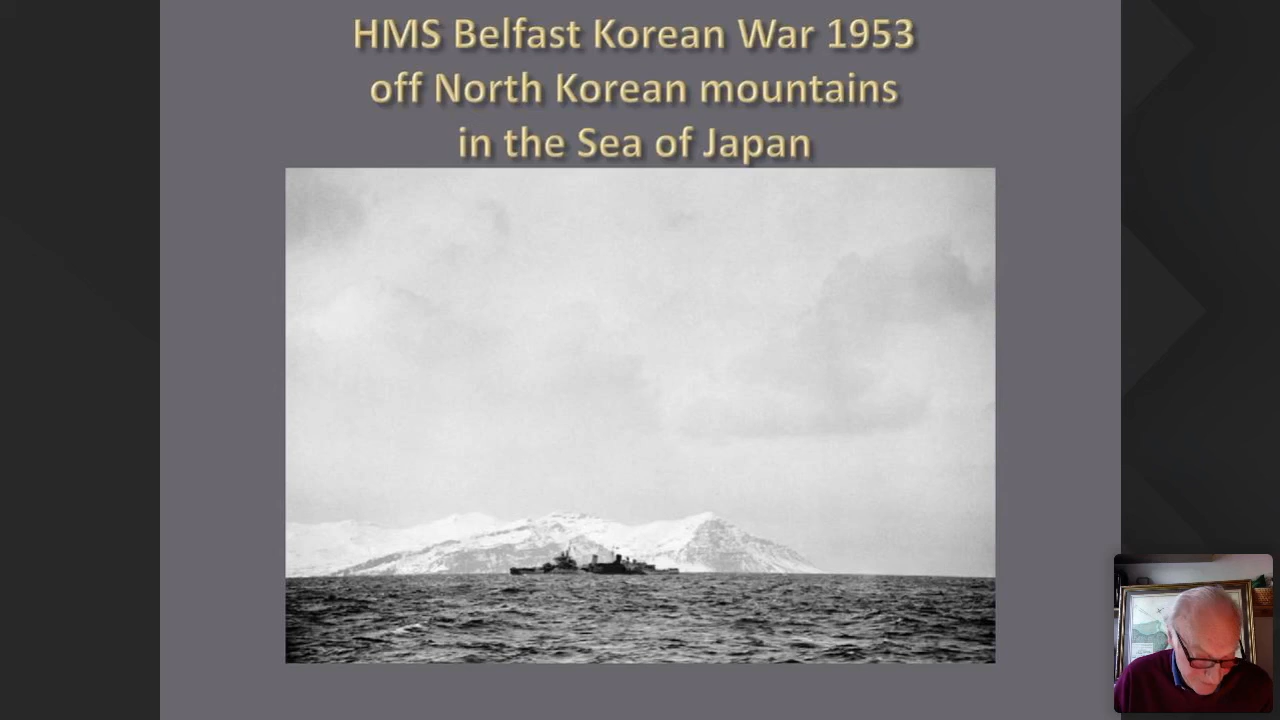 HMS Belfast Korean War 1953
off North Korean mountains
in the Sea of Japan